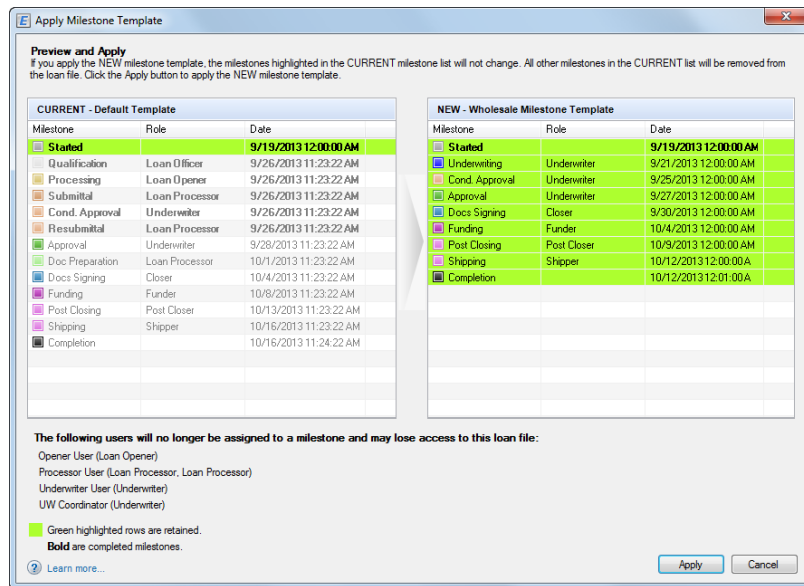 E Apply Milestone Template
Preview and Apply
If you apply the NEW milestone template, the milestones highlighted in the CURRENT milestone list will not change. All other milestones in the CURRENT list will be removed from
the loan file. Click the Apply button to apply the NEW milestone template.
CURRENT - Default Template
Milestone Role Date
Started 9/19/2013 12:00:00 AM
Qualification Loan Officer 9/26/2013 11:23:22 AM
Processing Loan Opener 9/26/2013 11:23:22 AM
Submittal Loan Processor 9/26/2013 11:23:22 AM
Cond. Approval Underwriter 9/26/2013 11:23:22 AM
Resubmittal Loan Processor 9/26/2013 11:23:22 AM
Approval Underwriter 9/28/2013 11:23:22 AM
Doc Preparation Loan Processor 10/1/2013 11:23:22 AM
Docs Signing Closer 10/4/2013 11:23:22 AM
Funding Funder 10/8/2013 11:23:22 AM
Post Closing Post Closer 10/13/2013 11:23:22 AM
Shipping Shipper 10/16/2013 11:23:22 AM
Completion 10/16/2013 11:24:22 AM
NEW - Wholesale Milestone Template
Milestone Role Date
Started 9/19/2013 12:00:00 AM
Underwriting Underwriter 9/21/2013 12:00:00 AM
Cond. Approval Underwriter 9/25/2013 12:00:00 AM
Approval Underwriter 9/27/2013 12:00:00 AM
Docs Signing Closer 9/30/2013 12:00:00 AM
Funding Funder 10/4/2013 12:00:00 AM
Post Closing Post Closer 10/9/2013 12:00:00 AM
Shipping Shipper 10/12/2013 12:00:00 A
Completion 10/12/2013 12:01:00 A
The following users will no longer be assigned to a milestone and may lose access to this loan file:
Opener User (Loan Opener)
Processor User (Loan Processor, Loan Processor)
Underwriter User (Underwriter)
UW Coordinator (Underwriter)
Green highlighted rows are retained.
Bold are completed milestones.
? Learn more...
Apply Cancel